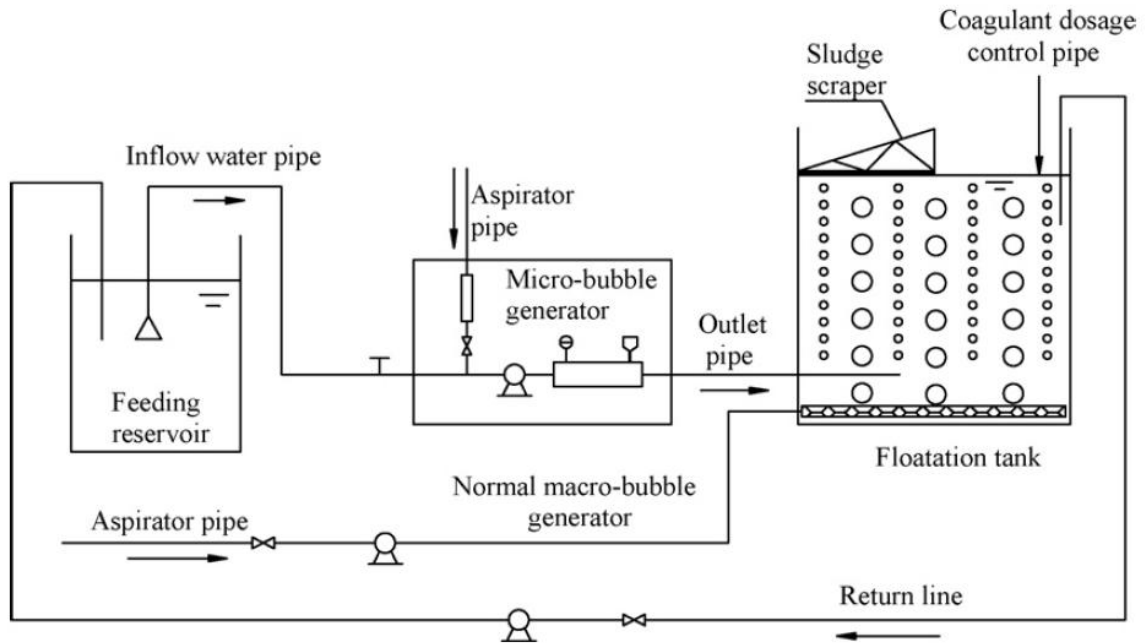 Coagulant dosage
control pipe
Sludge
scraper
Inflow water pipe
Aspirator
pipe
Micro-bubble
generator
Outlet
pipe
Feeding
reservoir
Floatation tank
Normal macro-bubble
generator
Aspirator pipe
Return line